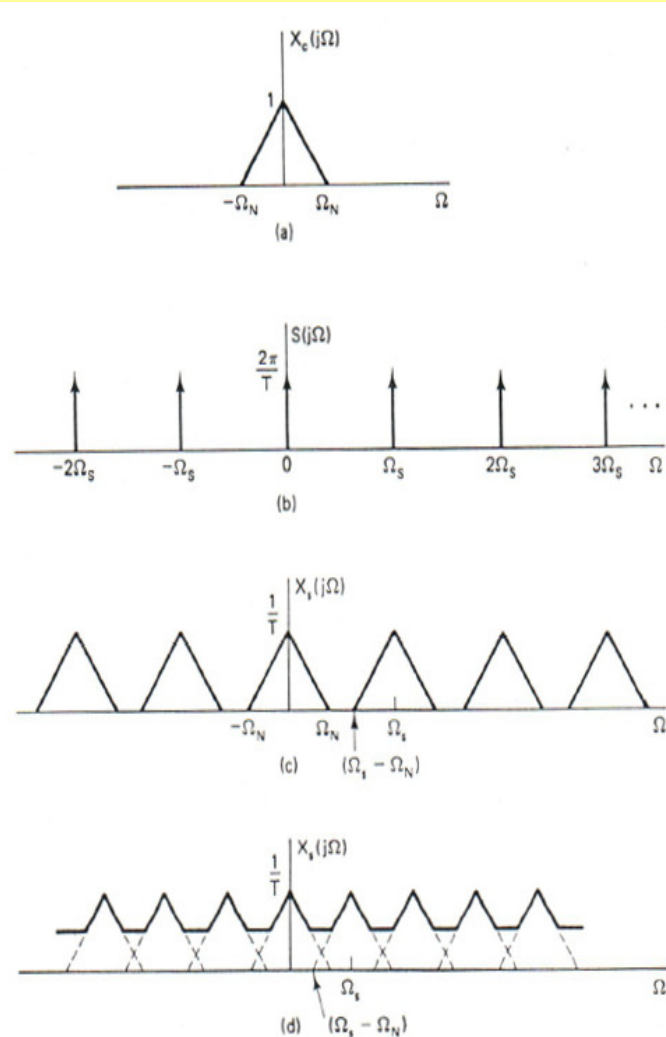 X_c(jΩ)
1
-Ω_N Ω_N Ω
(a)
S(jΩ)
2π/T
...
-2Ω_S -Ω_S 0 Ω_S 2Ω_S 3Ω_S Ω
(b)
X_s(jΩ)
1/T
-Ω_N Ω_N Ω_s Ω
(c) (Ω_s - Ω_N)
X_s(jΩ)
1/T
Ω_s Ω
(d) (Ω_s - Ω_N)